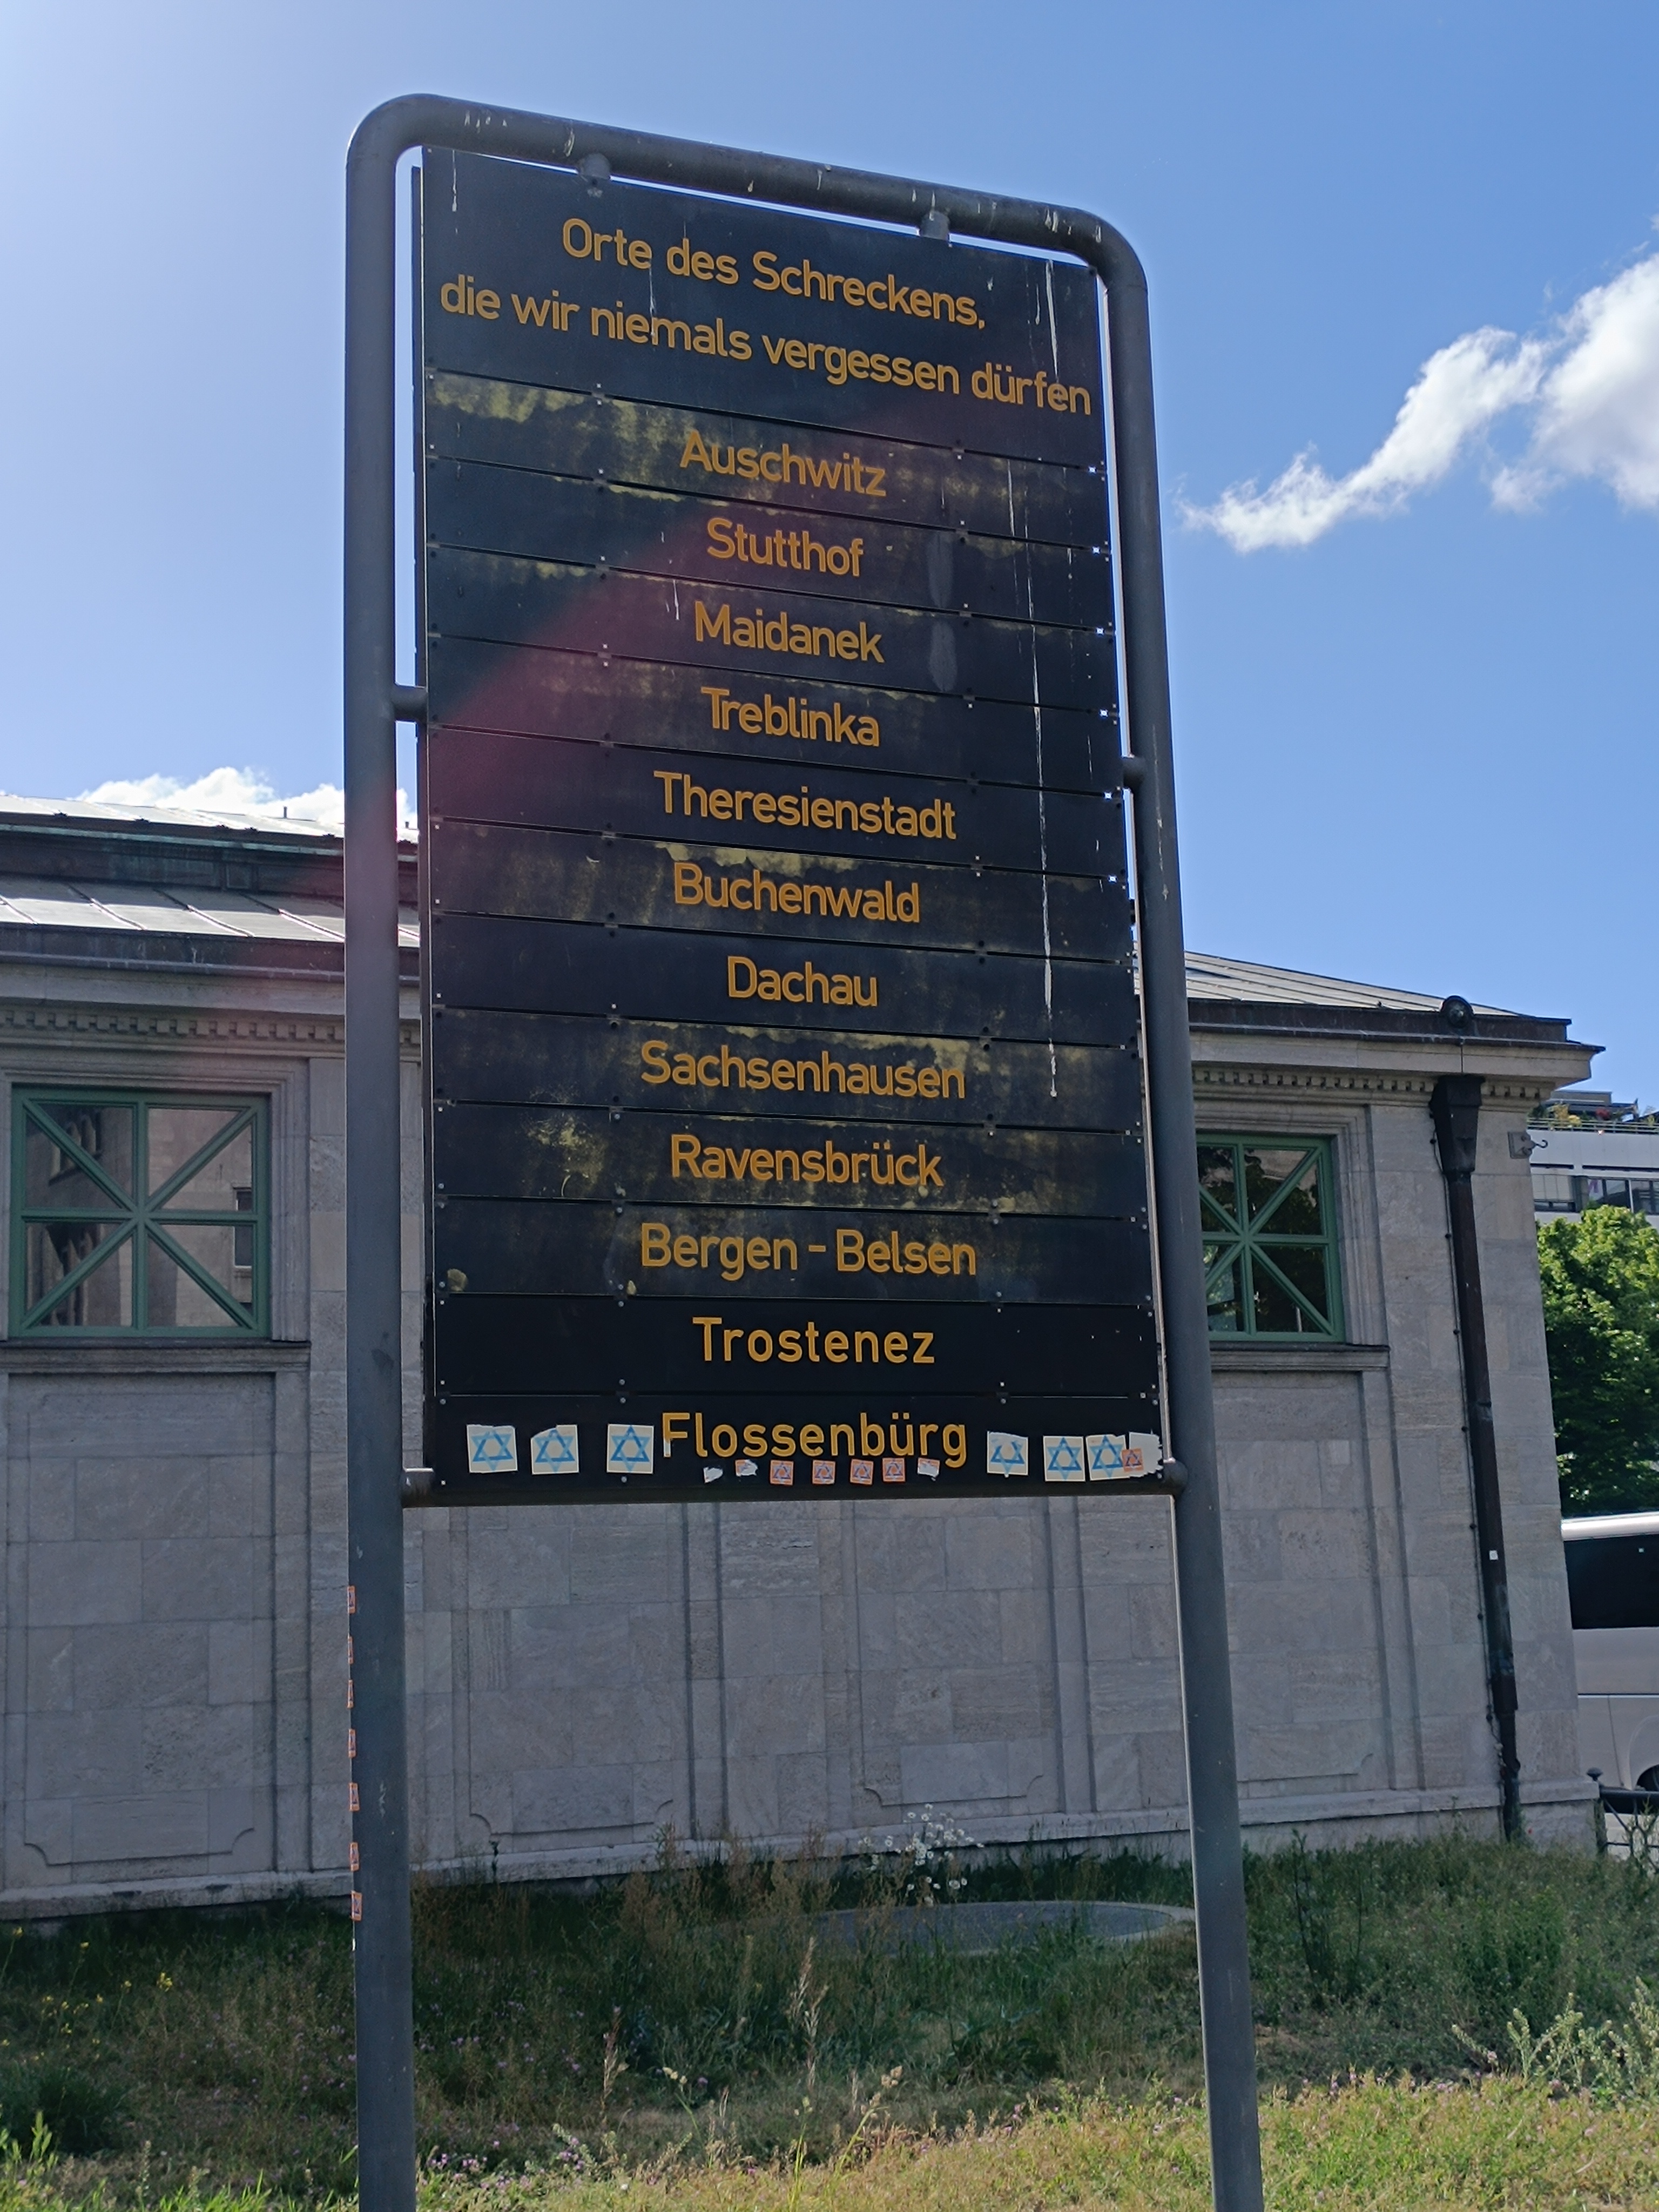 Orte des Schreckens,
die wir niemals vergessen dürfen
Auschwitz
Stutthof
Maidanek
Treblinka
Theresienstadt
Buchenwald
Dachau
Sachsenhausen
Ravensbrück
Bergen-Belsen
Trostenez
Flossenbürg